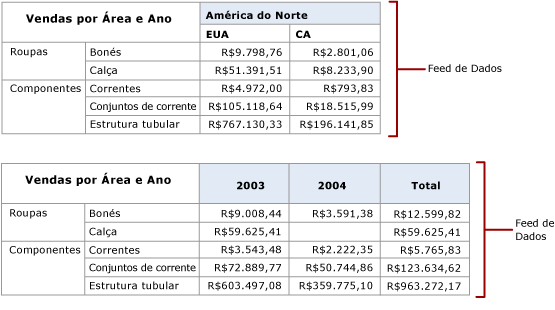 Vendas por Área e Ano América do Norte
EUA CA
Roupas Bonés R$9.798,76 R$2.801,06
Calça R$51.391,51 R$8.233,90
Componentes Correntes R$4.972,00 R$793,83
Conjuntos de corrente R$105.118,64 R$18.515,99
Estrutura tubular R$767.130,33 R$196.141,85
Feed de Dados
Vendas por Área e Ano 2003 2004 Total
Roupas Bonés R$9.008,44 R$3.591,38 R$12.599,82
Calça R$59.625,41 R$59.625,41
Componentes Correntes R$3.543,48 R$2.222,35 R$5.765,83
Conjuntos de corrente R$72.889,77 R$50.744,86 R$123.634,62
Estrutura tubular R$603.497,08 R$359.775,10 R$963.272,17
Feed de
Dados